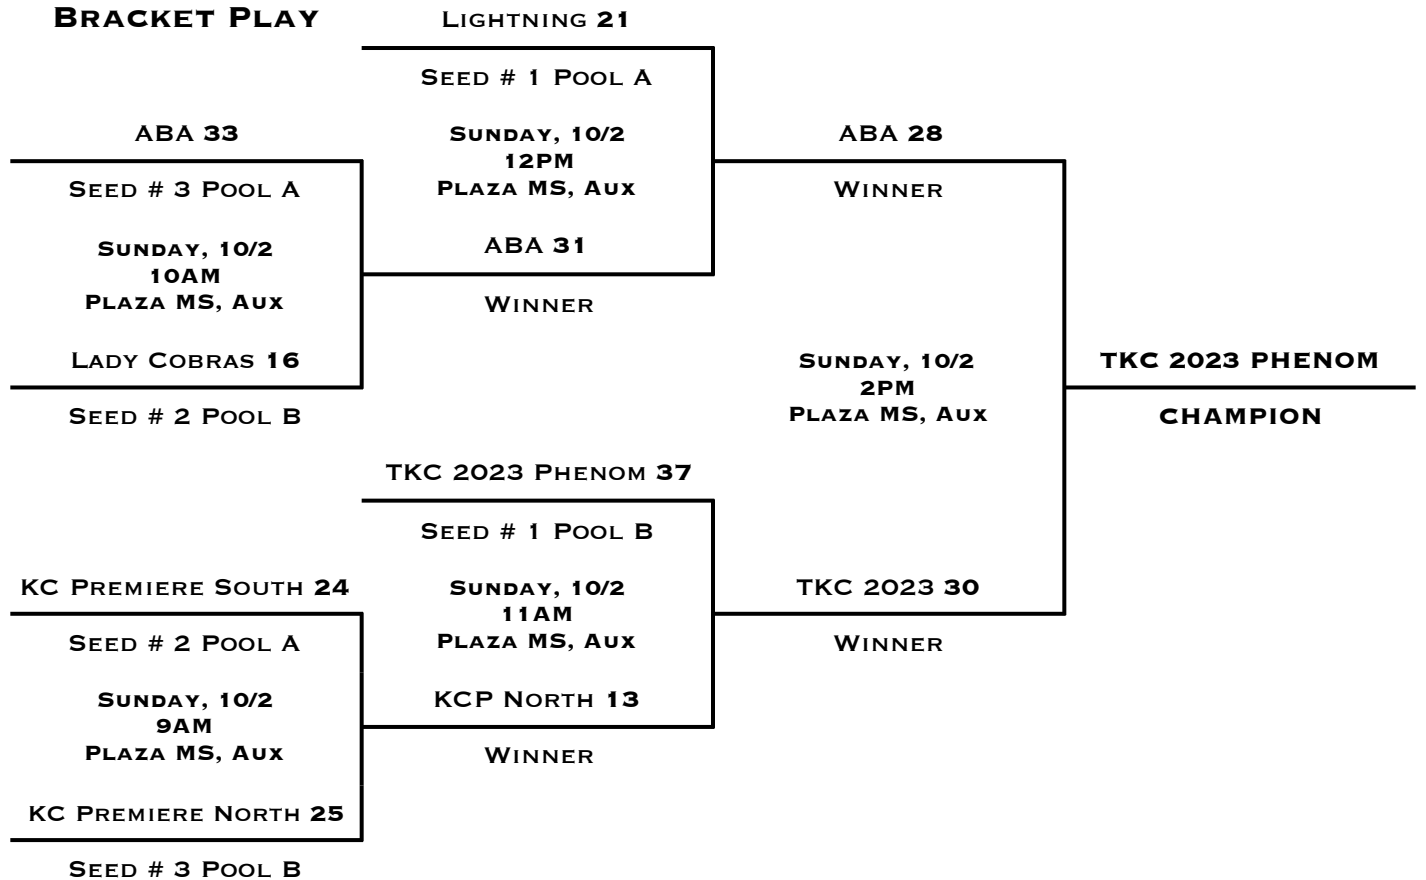 Bracket Play
Lightning 21
Seed # 1 Pool A
ABA 33
Seed # 3 Pool A
Sunday, 10/2
10AM
Plaza MS, Aux
Lady Cobras 16
Seed # 2 Pool B
Sunday, 10/2
12PM
Plaza MS, Aux
ABA 31
Winner
ABA 28
Winner
Sunday, 10/2
2PM
Plaza MS, Aux
TKC 2023 PHENOM
CHAMPION
TKC 2023 Phenom 37
Seed # 1 Pool B
KC Premiere South 24
Seed # 2 Pool A
Sunday, 10/2
9AM
Plaza MS, Aux
KC Premiere North 25
Seed # 3 Pool B
Sunday, 10/2
11AM
Plaza MS, Aux
KCP North 13
Winner
TKC 2023 30
Winner